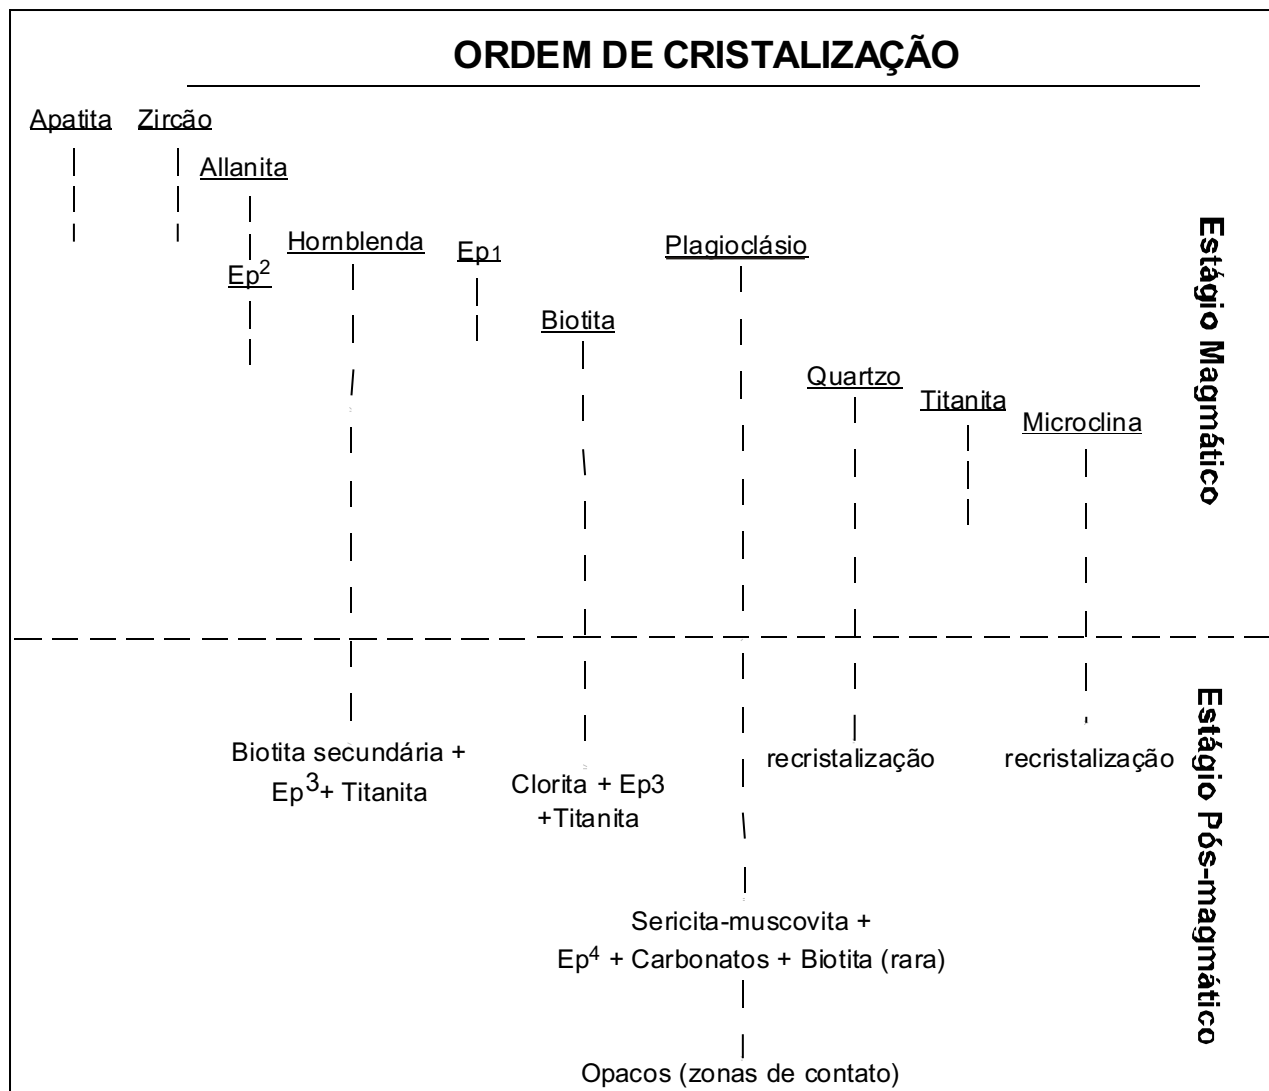 ORDEM DE CRISTALIZAÇÃO
Apatita
Zircão
Allanita
Hornblenda
Ep1
Plagioclásio
Ep²
Biotita
Quartzo
Titanita
Microclina
Estágio Magmático
Biotita secundária +
Ep³+ Titanita
Clorita + Ep3
+Titanita
recristalização
recristalização
Sericita-muscovita +
Ep⁴ + Carbonatos + Biotita (rara)
Opacos (zonas de contato)
Estágio Pós-magmático